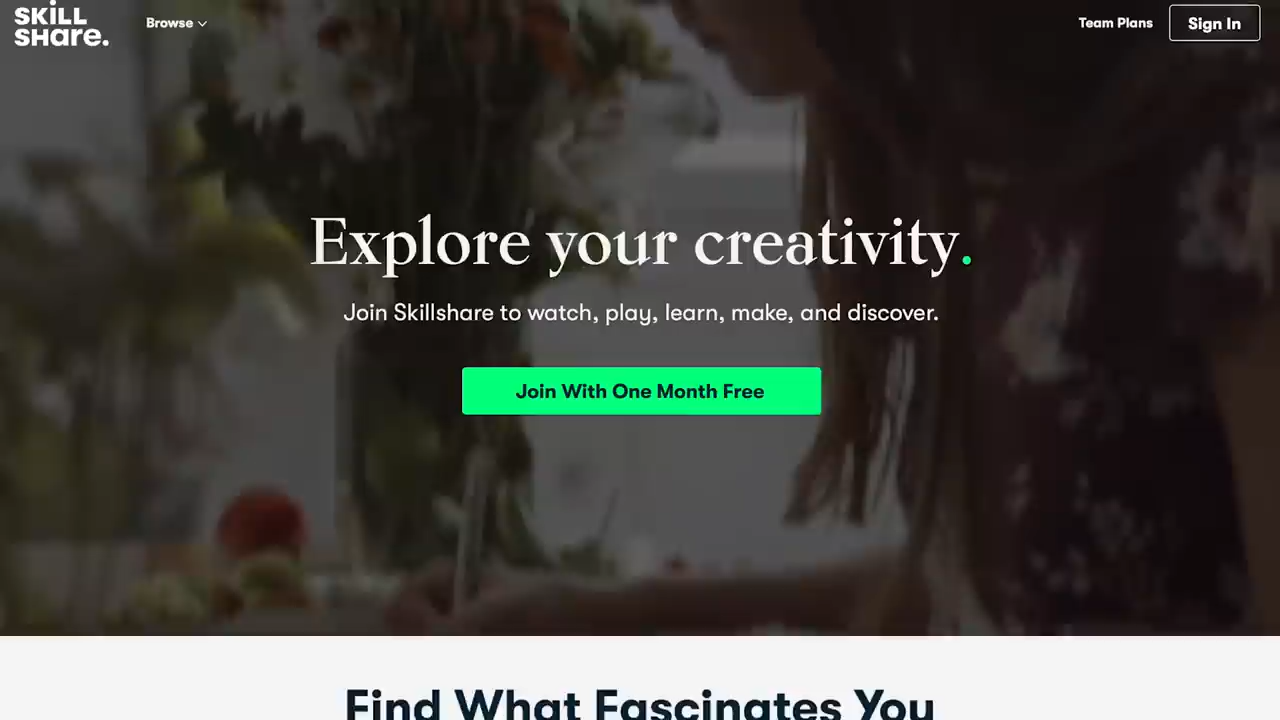 SKiLL
SHare.
Browse
Team Plans
Sign In
Explore your creativity.
Join Skillshare to watch, play, learn, make, and discover.
Join With One Month Free
Find What Fascinates You